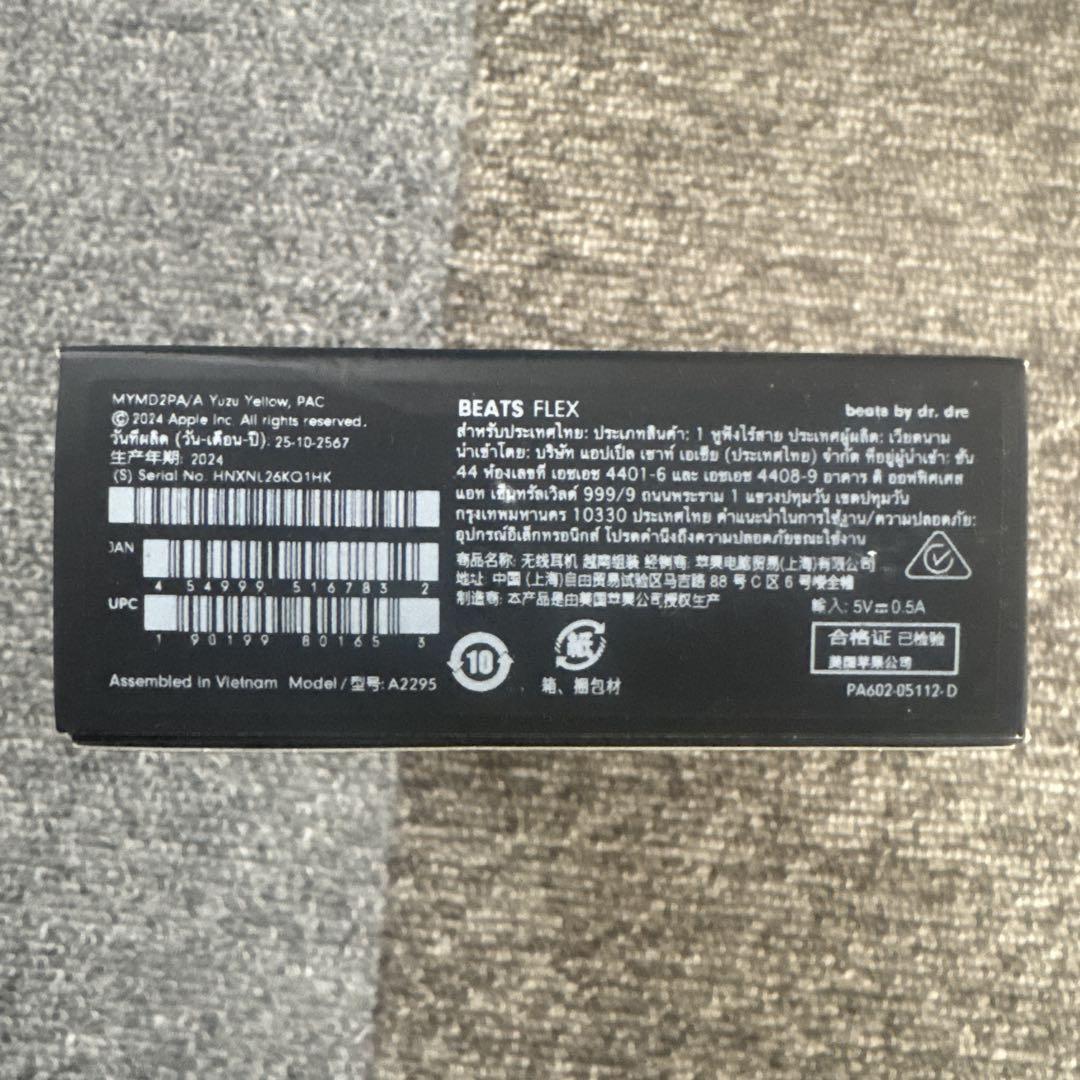 MYMD2PA/A Yuzu Yellow, PAC
© 2024 Apple Inc. All rights reserved.
วันที่ผลิต (วัน-เดือน-ปี): 25-10-2567
生产年期: 2024
(S) Serial No. HNXNL26KQ1HK
JAN
4 549995 167832
UPC
1 90199 80165 3
Assembled in Vietnam Model / 型号: A2295
BEATS FLEX
beats by dr. dre
สำหรับประเทศไทย: ประเภทสินค้า: 1 หูฟังไร้สาย ประเทศผู้ผลิต: เวียดนาม
นำเข้าโดย: บริษัท แอปเปิ้ล เซาท์ เอเชีย (ประเทศไทย) จำกัด ที่อยู่ผู้นำเข้า: ชั้น
44 ห้องเลขที่ เอชเอช 4401-6 และ เอชเอช 4408-9 อาคาร ดิ ออฟฟิศเศส
แอท เซ็นทรัลเวิลด์ 999/9 ถนนพระราม 1 แขวงปทุมวัน เขตปทุมวัน
กรุงเทพมหานคร 10330 ประเทศไทย คำแนะนำในการใช้งาน/ความปลอดภัย:
อุปกรณ์อิเล็กทรอนิกส์ โปรดคำนึงถึงความปลอดภัยขณะใช้งาน
商品名称: 无线耳机 越南组装 经销商: 苹果电脑贸易(上海)有限公司
地址: 中国 (上海)自由贸易试验区马吉路 88 号 C 区 6 号楼全幢
制造商: 本产品是由美国苹果公司授权生产
輸入: 5V⎓0.5A
10
紙
箱、掴包材
合格证 已检验
美国苹果公司
PA602-05112-D